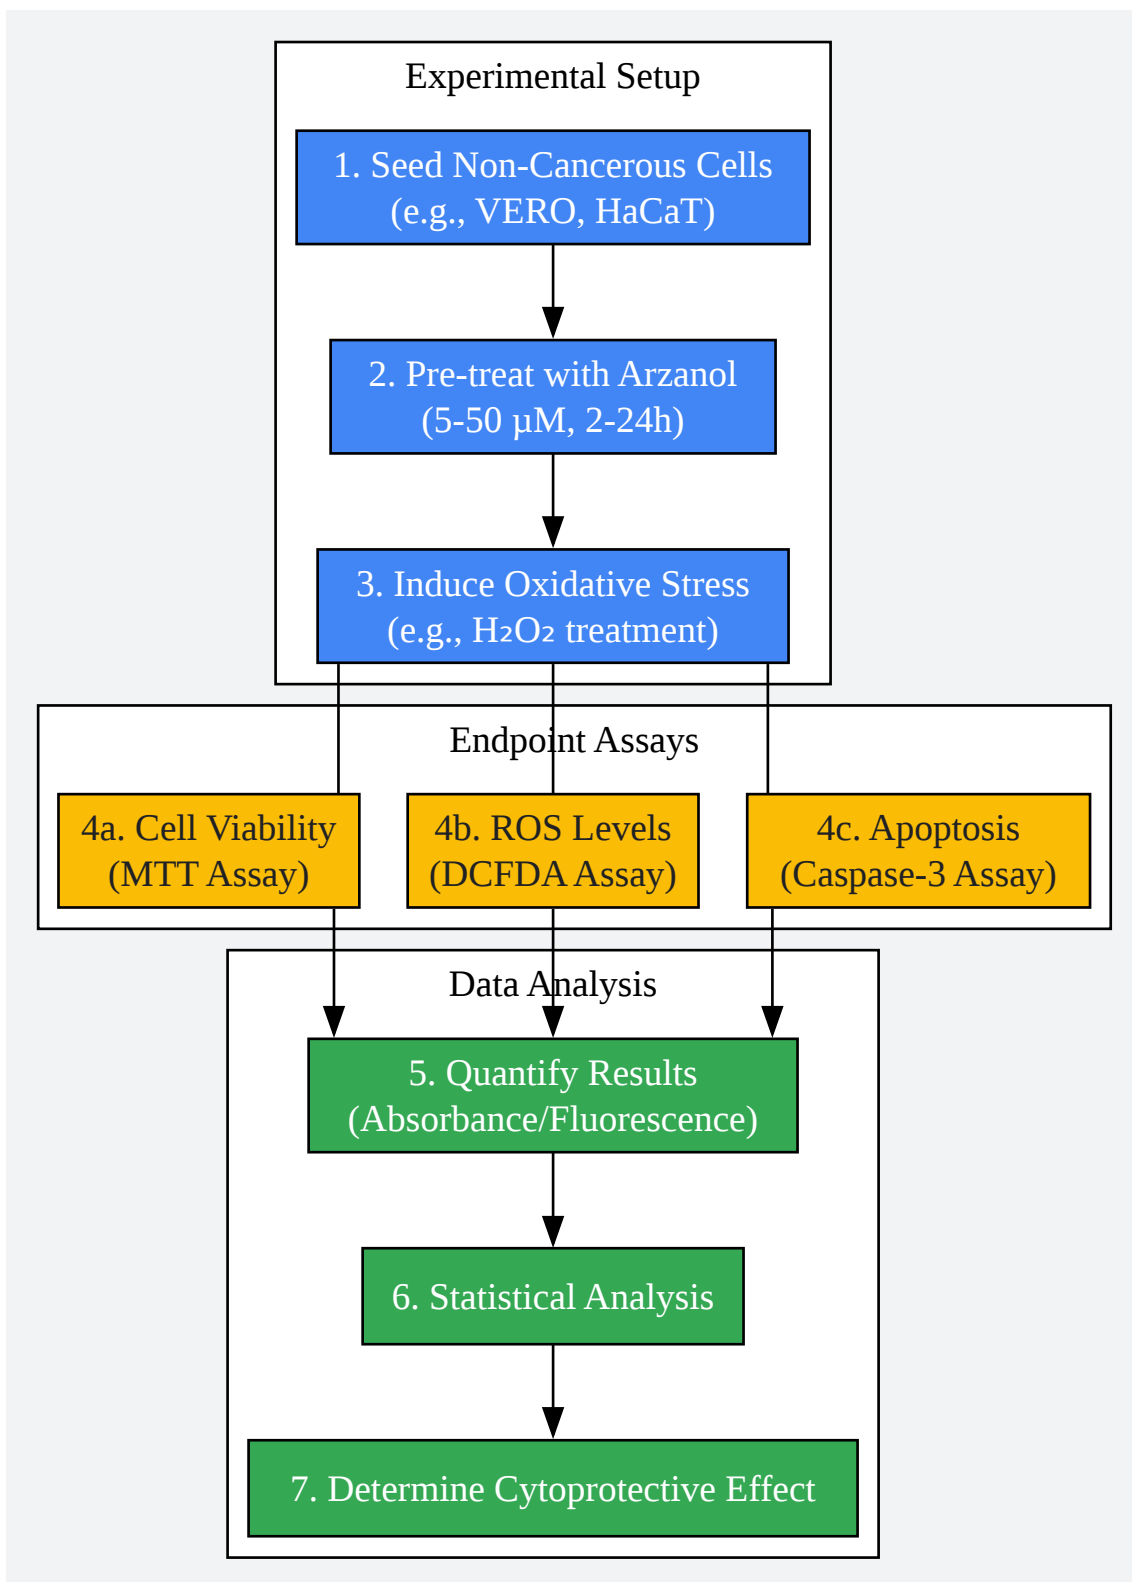 Experimental Setup
1. Seed Non-Cancerous Cells
(e.g., VERO, HaCaT)
2. Pre-treat with Arzanol
(5-50 µM, 2-24h)
3. Induce Oxidative Stress
(e.g., H₂O₂ treatment)
Endpoint Assays
4a. Cell Viability
(MTT Assay)
4b. ROS Levels
(DCFDA Assay)
4c. Apoptosis
(Caspase-3 Assay)
Data Analysis
5. Quantify Results
(Absorbance/Fluorescence)
6. Statistical Analysis
7. Determine Cytoprotective Effect